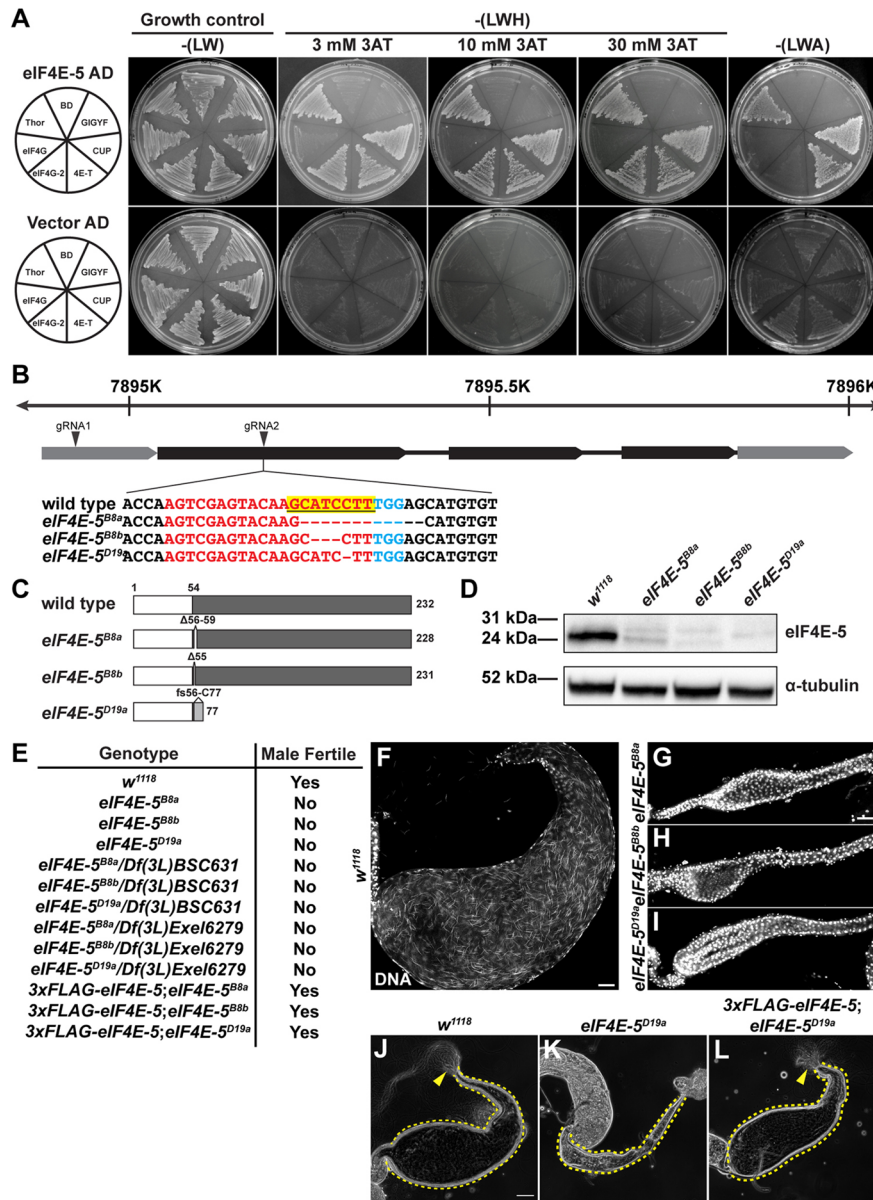 A
Growth control
-(LWH)
-(LW)
3 mM 3AT
10 mM 3AT
30 mM 3AT
-(LWA)
eIF4E-5 AD
BD
Thor
GIGYF
eIF4G
CUP
eIF4G-2
4E-T
Vector AD
BD
Thor
GIGYF
eIF4G
CUP
eIF4G-2
4E-T
B
7895K
7895.5K
7896K
gRNA1
gRNA2
wild type ACCAAGTCGAGTACAAGCATCCTTTGGAGCATGTGT
eIF4E-5B8a ACCAAGTCGAGTACAAG-----------CATGTGT
eIF4E-5B8b ACCAAGTCGAGTACAAGC---CTTTGGAGCATGTGT
eIF4E-5D19a ACCAAGTCGAGTACAAGCATC-TTTGGAGCATGTGT
C
1
54
wild type
232
Δ56-59
eIF4E-5B8a
228
Δ55
eIF4E-5B8b
231
fs56-C77
eIF4E-5D19a
77
D
w1118
eIF4E-5B8a
eIF4E-5B8b
eIF4E-5D19a
31 kDa
24 kDa
eIF4E-5
52 kDa
α-tubulin
E
Genotype Male Fertile
w1118 Yes
eIF4E-5B8a No
eIF4E-5B8b No
eIF4E-5D19a No
eIF4E-5B8a/Df(3L)BSC631 No
eIF4E-5B8b/Df(3L)BSC631 No
eIF4E-5D19a/Df(3L)BSC631 No
eIF4E-5B8a/Df(3L)Exel6279 No
eIF4E-5B8b/Df(3L)Exel6279 No
eIF4E-5D19a/Df(3L)Exel6279 No
3xFLAG-eIF4E-5;eIF4E-5B8a Yes
3xFLAG-eIF4E-5;eIF4E-5B8b Yes
3xFLAG-eIF4E-5;eIF4E-5D19a Yes
F
w1118
DNA
G
eIF4E-5B8a
H
eIF4E-5B8b
I
eIF4E-5D19a
w1118
J
eIF4E-5D19a
K
3xFLAG-eIF4E-5;
eIF4E-5D19a
L